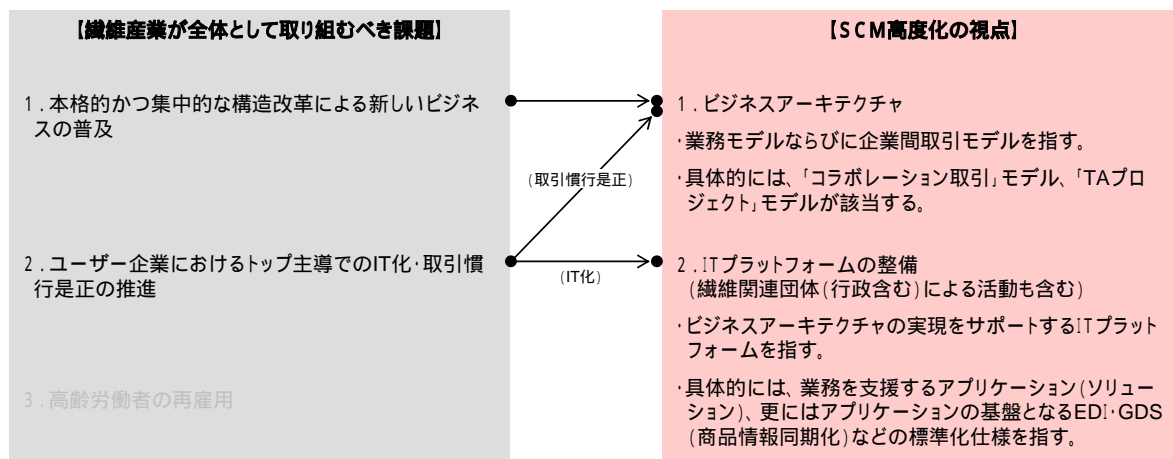 【繊維産業が全体として取り組むべき課題】
1.本格的かつ集中的な構造改革による新しいビジネ
スの普及
2.ユーザー企業におけるトップ主導でのIT化・取引慣
行是正の推進
3.高齢労働者の再雇用
(取引慣行是正)
(IT化)
【SCM高度化の視点】
1.ビジネスアーキテクチャ
・業務モデルならびに企業間取引モデルを指す。
・具体的には、「コラボレーション取引」モデル、「TAプロ
ジェクト」モデルが該当する。
2.ITプラットフォームの整備
(繊維関連団体(行政含む)による活動も含む)
・ビジネスアーキテクチャの実現をサポートするITプラット
フォームを指す。
・具体的には、業務を支援するアプリケーション(ソリュー
ション)、更にはアプリケーションの基盤となるEDI・GDS
(商品情報同期化)などの標準化仕様を指す。